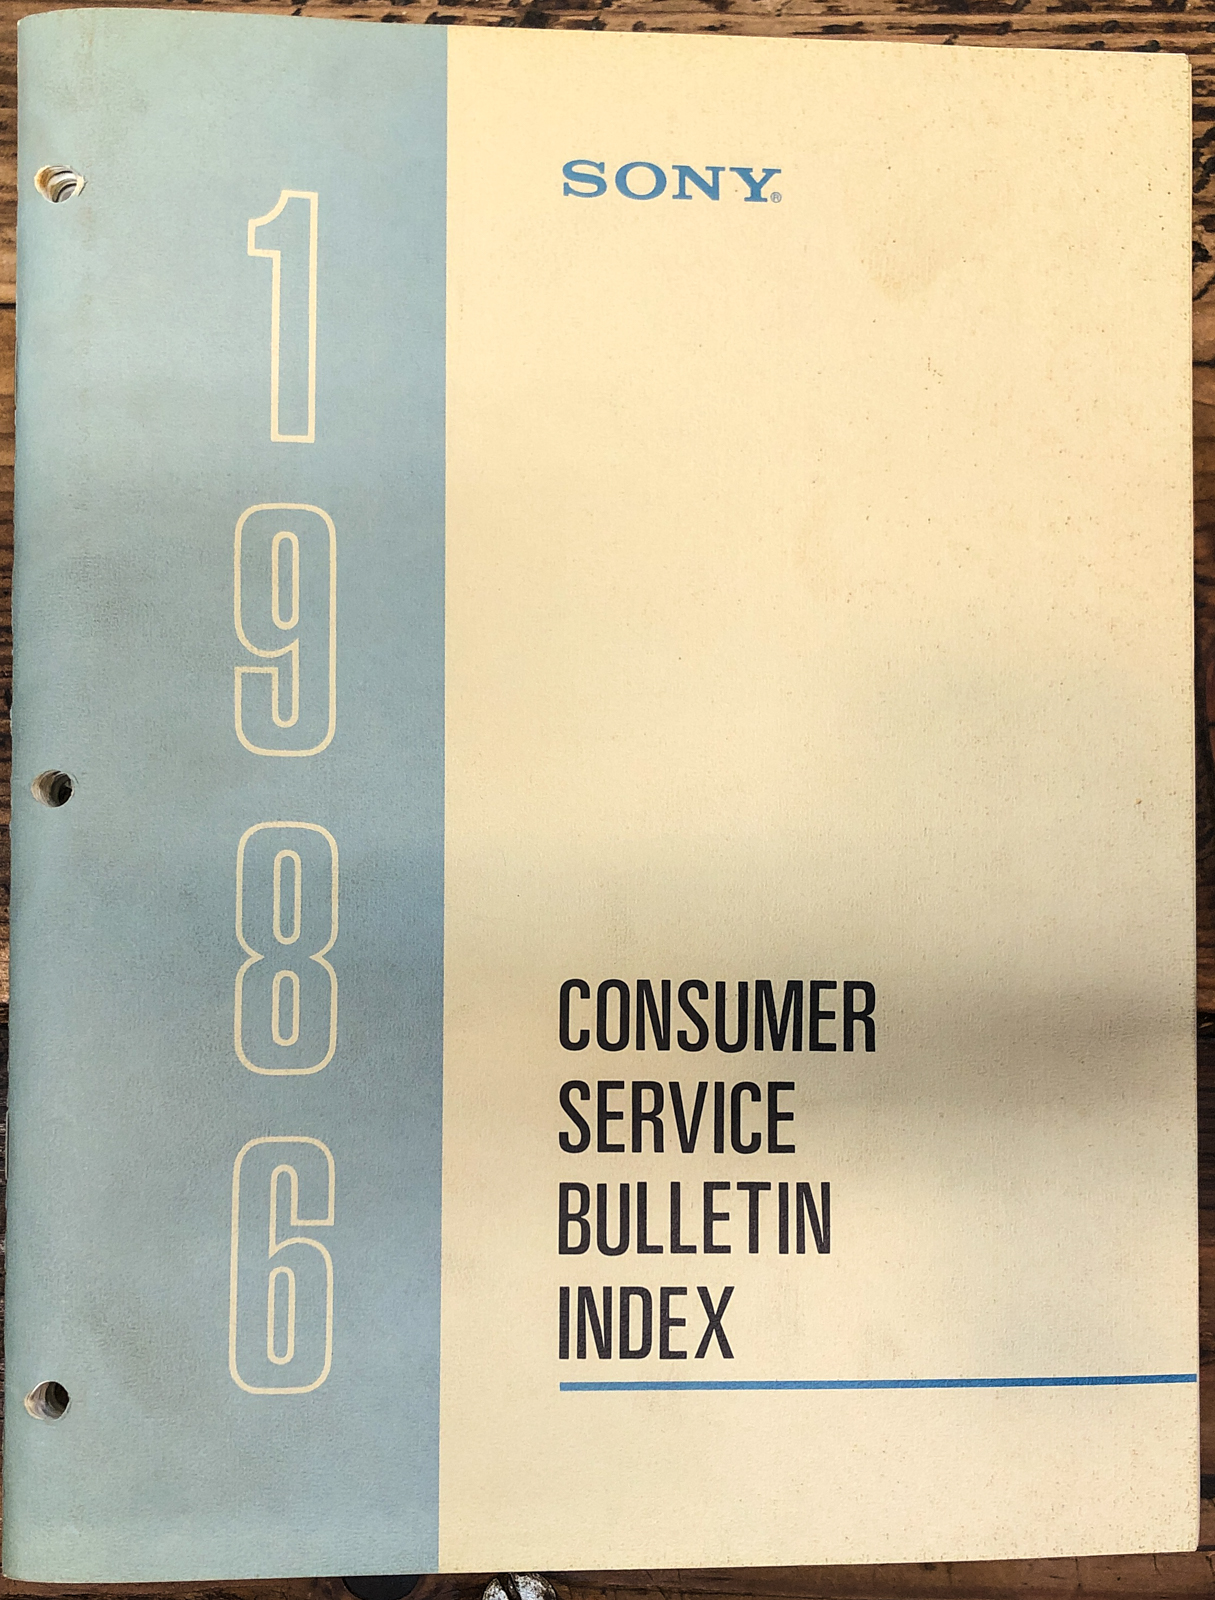 1
9
8
6
SONY®
CONSUMER
SERVICE
BULLETIN
INDEX